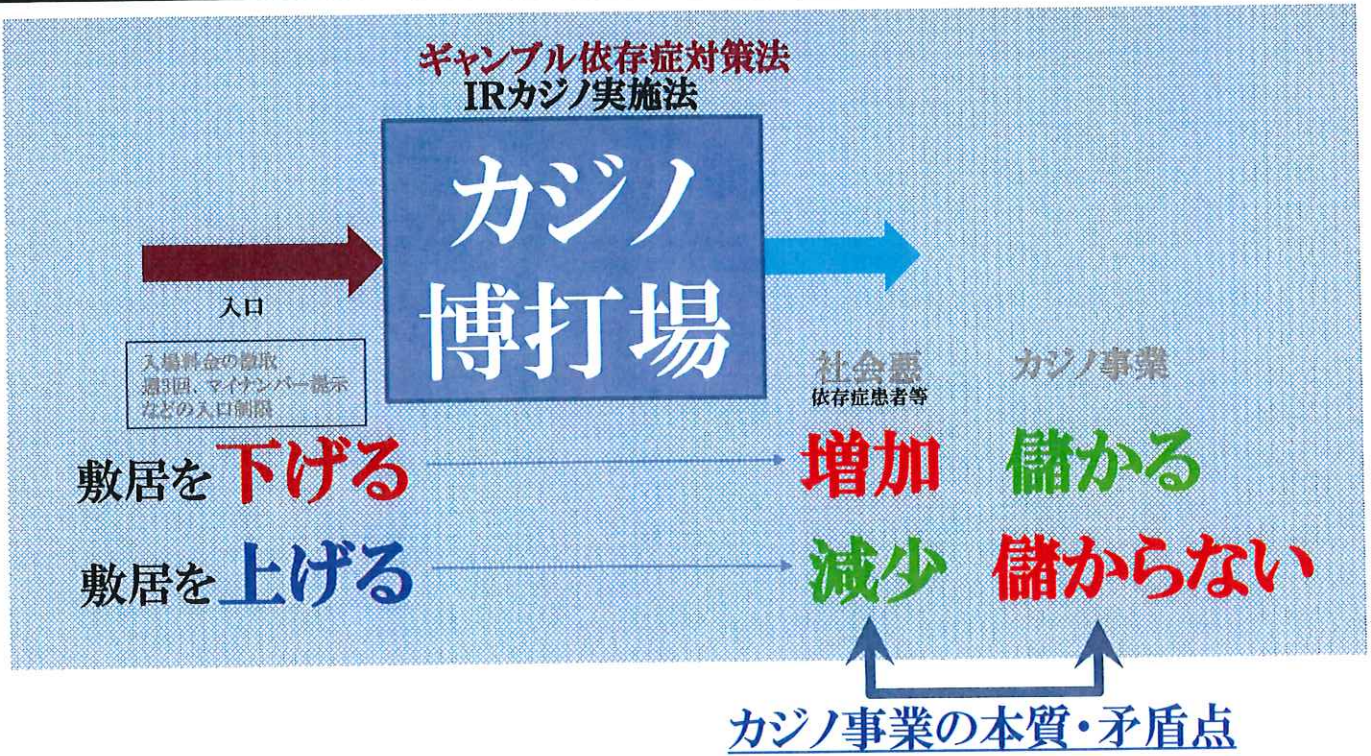 ギャンブル依存症対策法
IRカジノ実施法
カジノ
博打場
入口
入場料金の徴取
週3回、マイナンバー提示
などの入口制限
社会悪 カジノ事業
依存症患者等
敷居を下げる 増加 儲かる
敷居を上げる 減少 儲からない
カジノ事業の本質・矛盾点